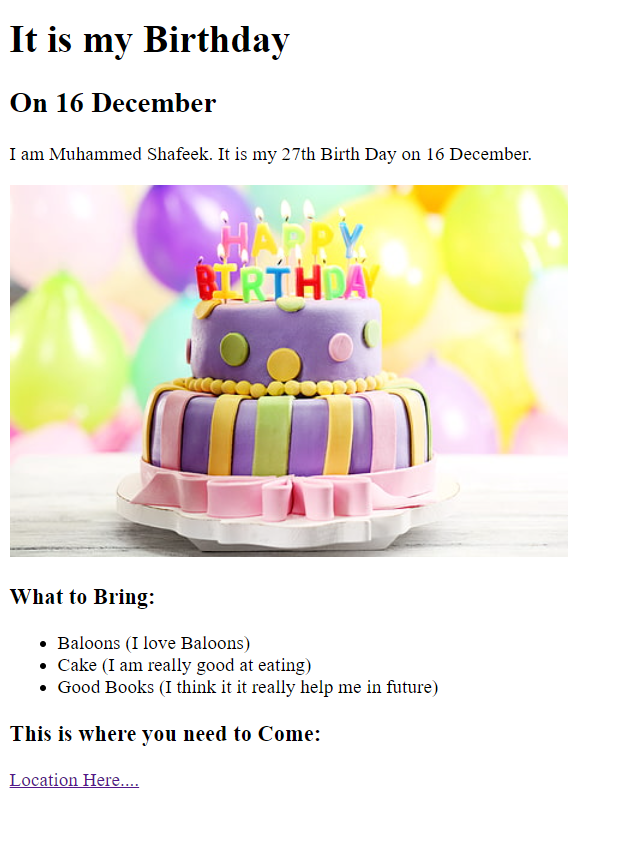 It is my Birthday
On 16 December
I am Muhammed Shafeek. It is my 27th Birth Day on 16 December.
HAPPY
BIRTHDAY
What to Bring:
Baloons (I love Baloons)
Cake (I am really good at eating)
Good Books (I think it it really help me in future)
This is where you need to Come:
Location Here....